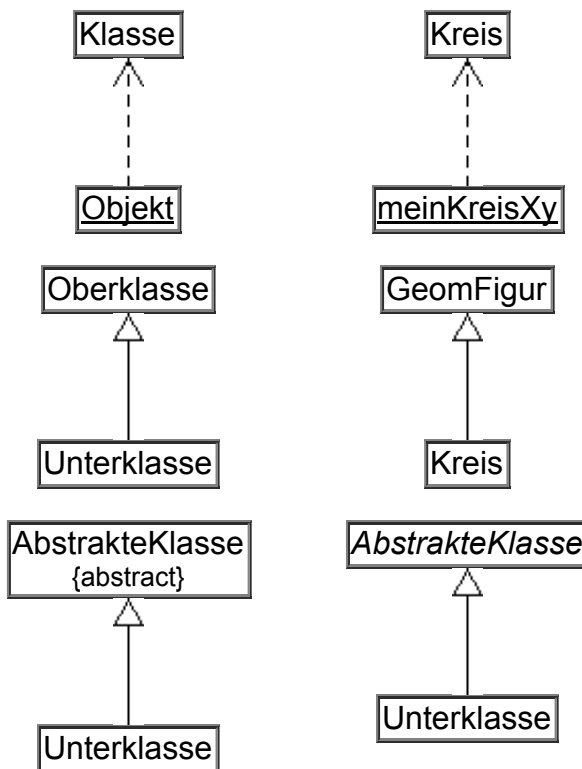 Klasse
Kreis
Objekt
meinKreisXy
Oberklasse
GeomFigur
Unterklasse
Kreis
AbstrakteKlasse
{abstract}
AbstrakteKlasse
Unterklasse
Unterklasse